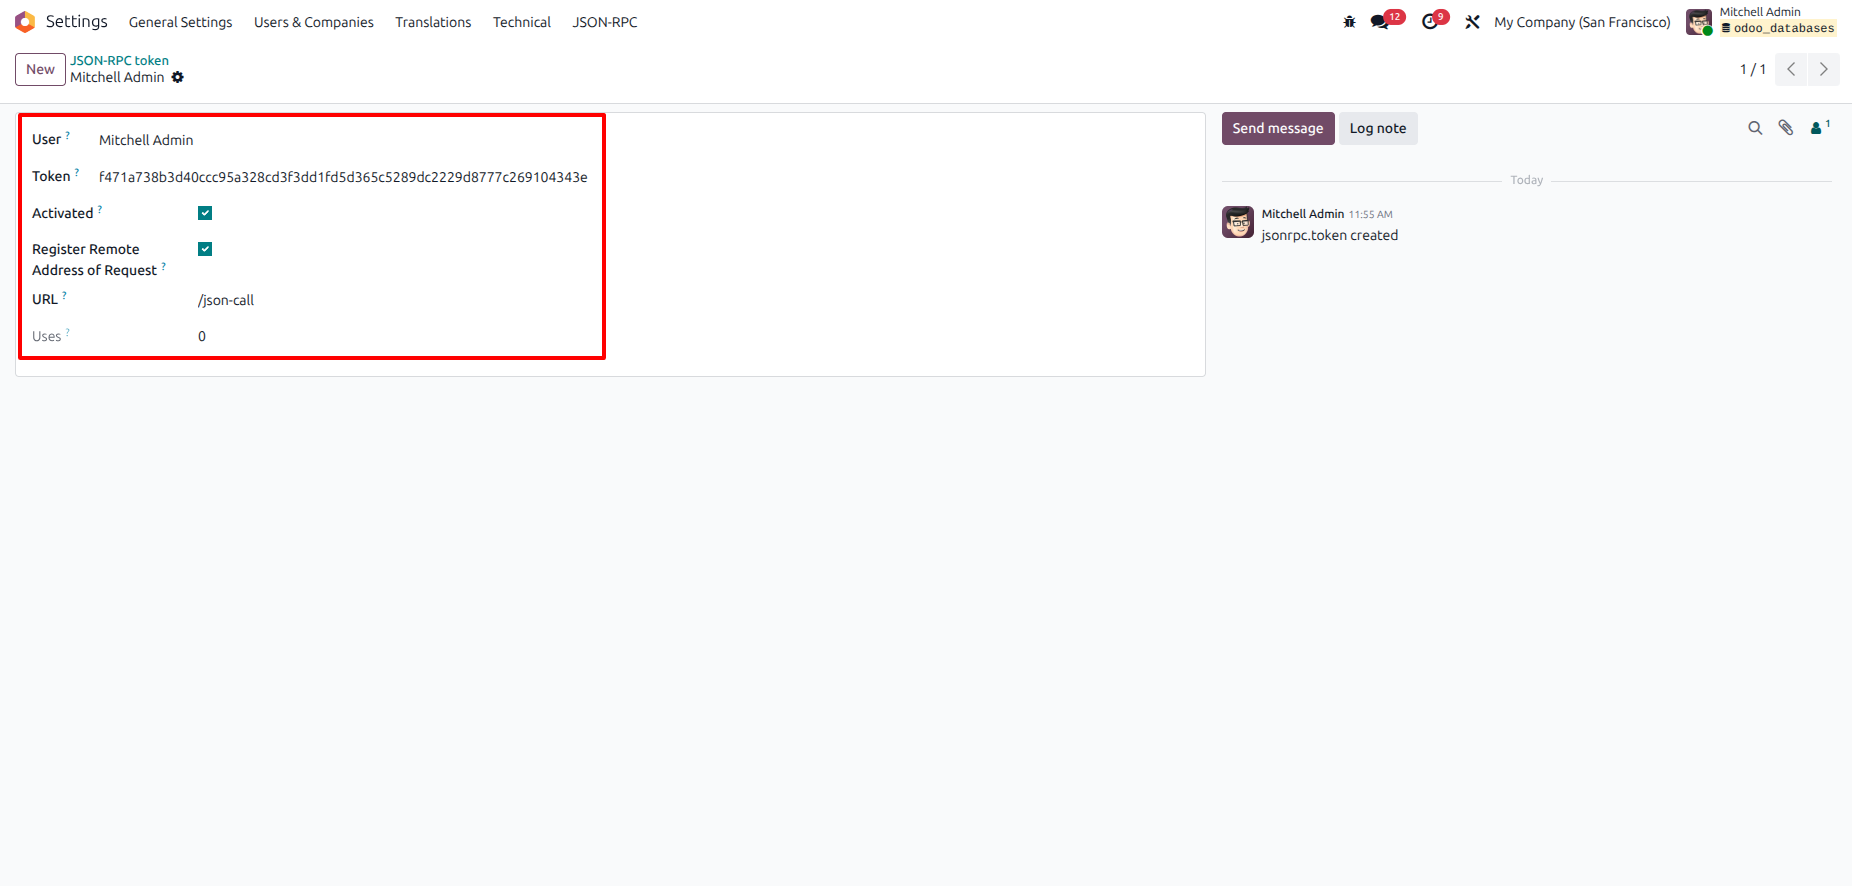 Settings General Settings Users & Companies Translations Technical JSON-RPC 12 9 My Company (San Francisco) Mitchell Admin
odoo_databases
New JSON-RPC token
Mitchell Admin
1 / 1
User ? Mitchell Admin
Token ? f471a738b3d40ccc95a328cd3f3dd1fd5d365c5289dc2229d8777c269104343e
Activated ?
Register Remote
Address of Request ?
URL ? /json-call
Uses ? 0
Send message Log note 1
Today
Mitchell Admin 11:55 AM
jsonrpc.token created